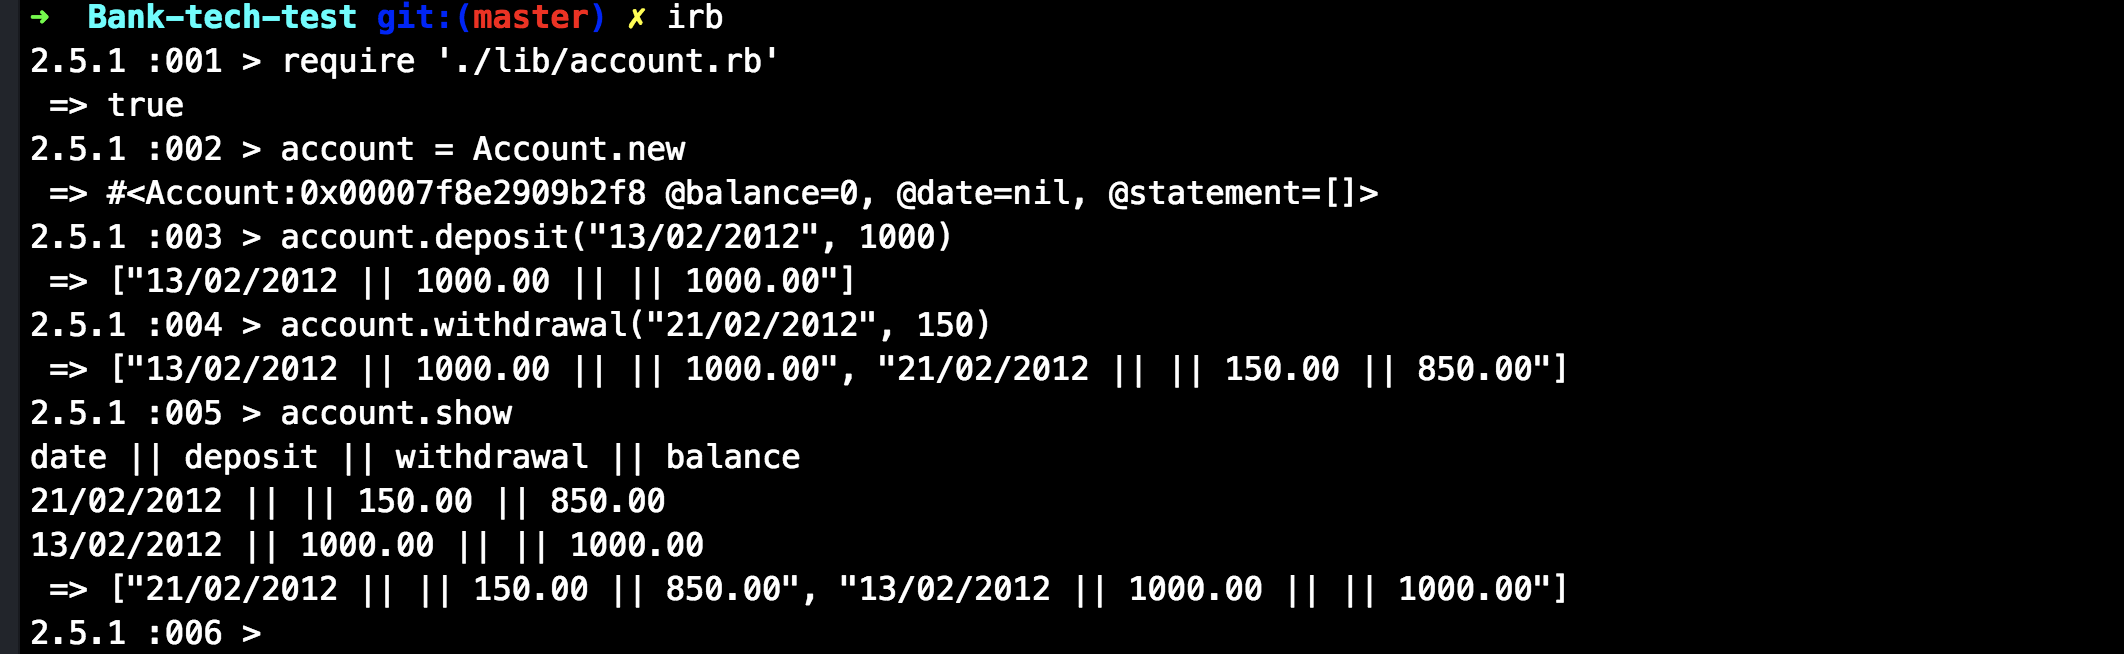 ➜  Bank-tech-test git:(master) ✗ irb
2.5.1 :001 > require './lib/account.rb'
 => true
2.5.1 :002 > account = Account.new
 => #<Account:0x00007f8e2909b2f8 @balance=0, @date=nil, @statement=[]>
2.5.1 :003 > account.deposit("13/02/2012", 1000)
 => ["13/02/2012 || 1000.00 || || 1000.00"]
2.5.1 :004 > account.withdrawal("21/02/2012", 150)
 => ["13/02/2012 || 1000.00 || || 1000.00", "21/02/2012 || || 150.00 || 850.00"]
2.5.1 :005 > account.show
date || deposit || withdrawal || balance
21/02/2012 || || 150.00 || 850.00
13/02/2012 || 1000.00 || || 1000.00
 => ["21/02/2012 || || 150.00 || 850.00", "13/02/2012 || 1000.00 || || 1000.00"]
2.5.1 :006 >